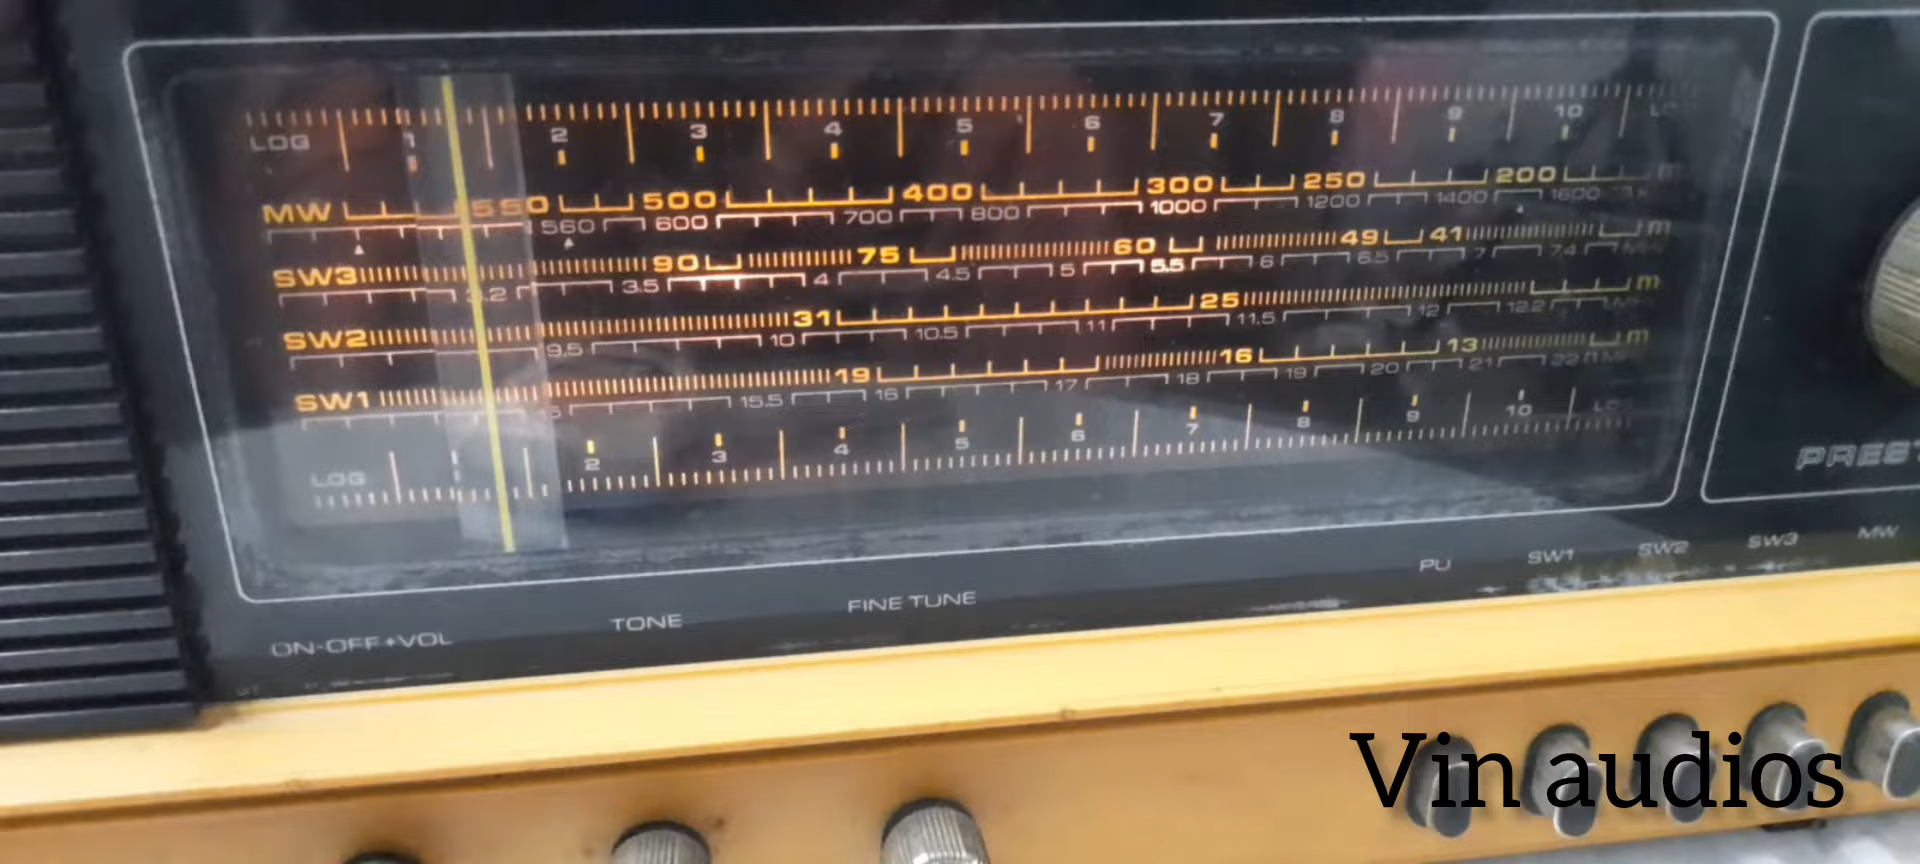 LOG 1 2 3 4 5 6 7 8 9 10
MW 550 500 400 300 250 200 m
560 600 700 800 1000 1200 1400 1600
SW3 90 75 60 49 41 m
3.2 3.5 4 4.5 5 5.5 6 6.5 7 7.4 MHz
SW2 31 25 m
9.5 10 10.5 11 11.5 12 12.2
SW1 19 16 13 m
15.5 16 17 18 19 20 21 22
LOG 2 3 4 5 6 7 8 9 10
PREST
PU SW1 SW2 SW3 MW
ON-OFF+VOL TONE FINE TUNE
Vin audios